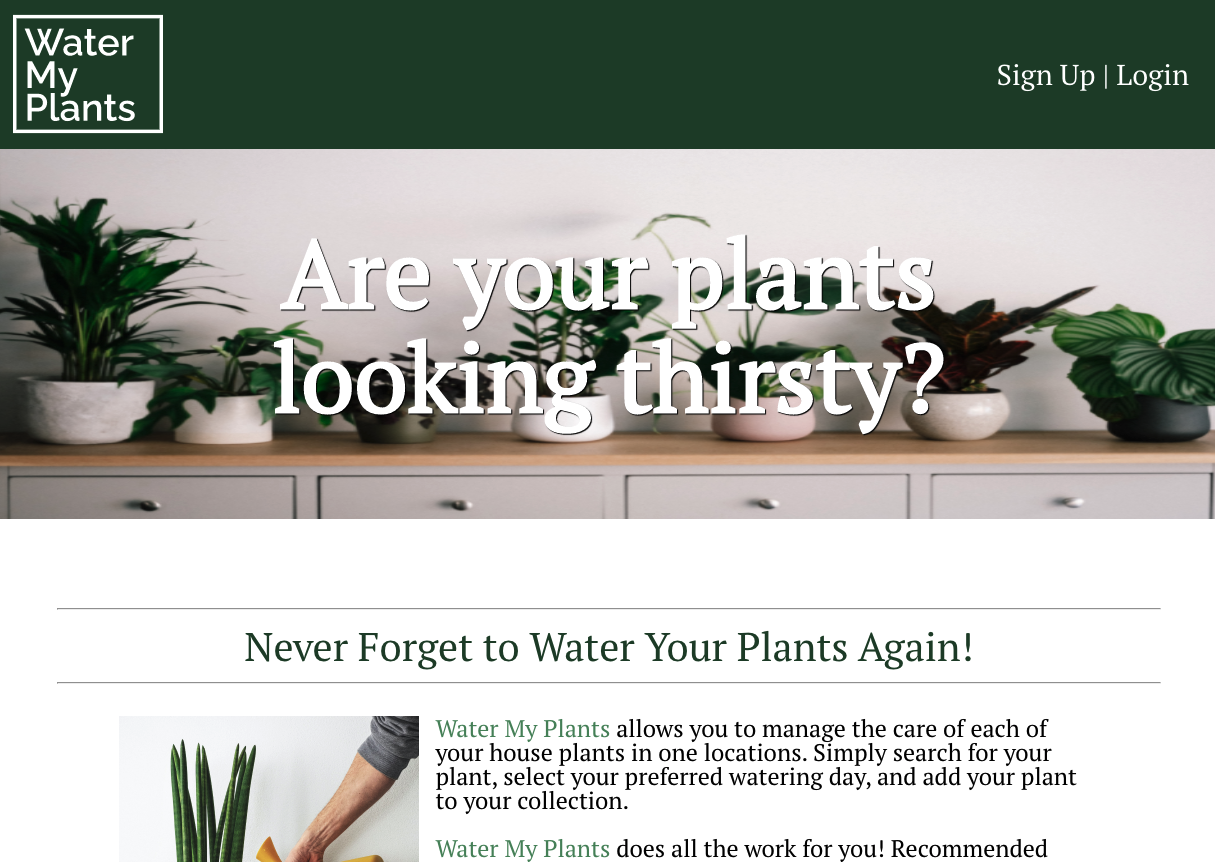 Water
My
Plants
Sign Up | Login
Are your plants
looking thirsty?
Never Forget to Water Your Plants Again!
Water My Plants allows you to manage the care of each of
your house plants in one locations. Simply search for your
plant, select your preferred watering day, and add your plant
to your collection.
Water My Plants does all the work for you! Recommended